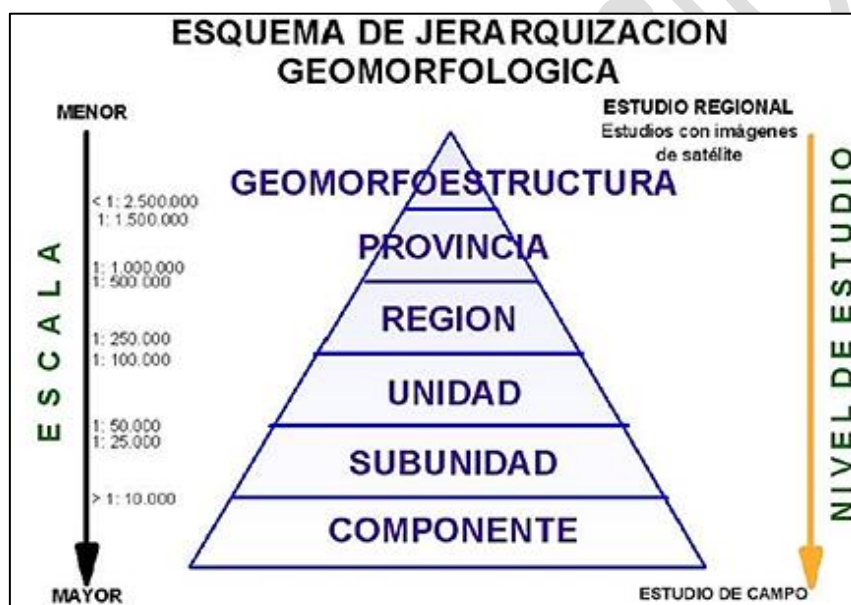 ESQUEMA DE JERARQUIZACION
GEOMORFOLOGICA
MENOR
ESTUDIO REGIONAL
Estudios con imágenes
de satélite
GEOMORFOESTRUCTURA
< 1: 2.500.000
1: 1.500.000
PROVINCIA
1: 1.000.000
1: 500.000
REGION
1: 250.000
1: 100.000
UNIDAD
1: 50.000
1: 25.000
SUBUNIDAD
> 1: 10.000
COMPONENTE
MAYOR
ESTUDIO DE CAMPO
ESCALA
NIVEL DE ESTUDIO